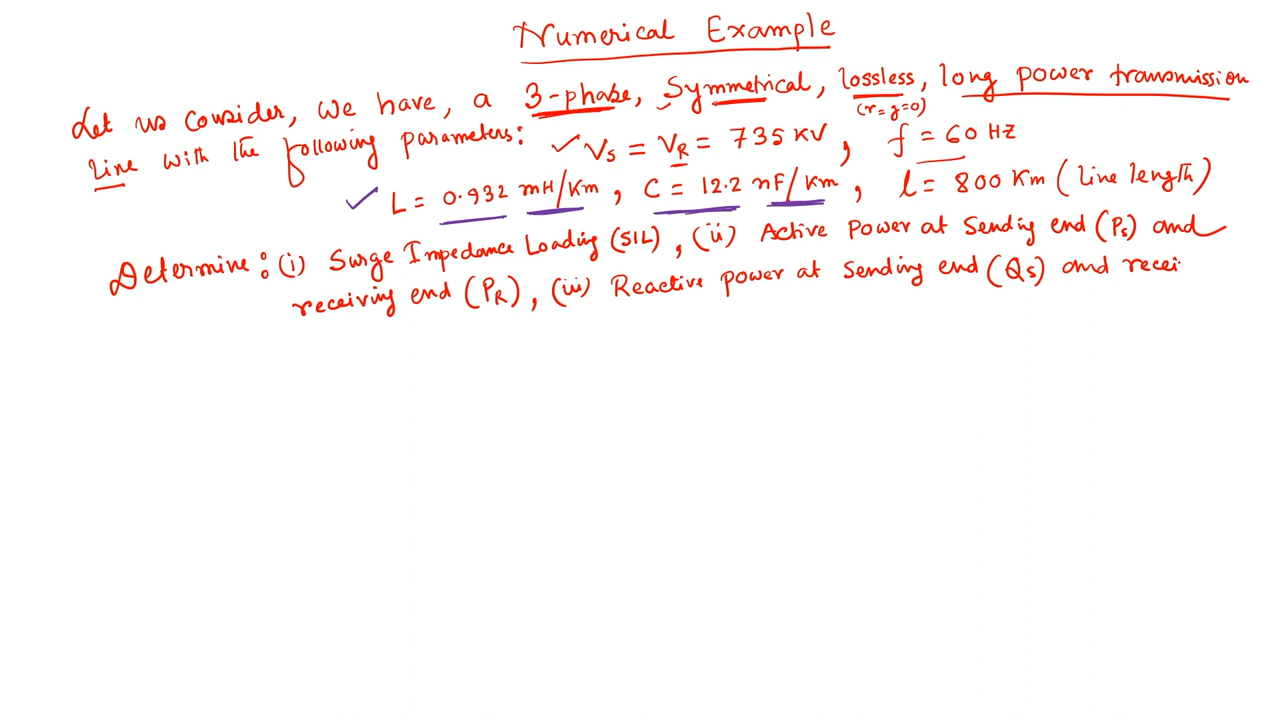 Numerical Example
Let us consider, we have, a 3-phase, Symmetrical, lossless, long power transmission
(r=g=0)
line with the following parameters: ✓ Vs = VR = 735 KV, f = 60 HZ
✓ L = 0.932 mH/Km, C = 12.2 nF/Km, l = 800 Km (line length)
Determine: (i) Surge Impedance Loading (SIL), (ii) Active Power at Sending end (Ps) and
receiving end (PR), (iii) Reactive power at Sending end (Qs) and recei